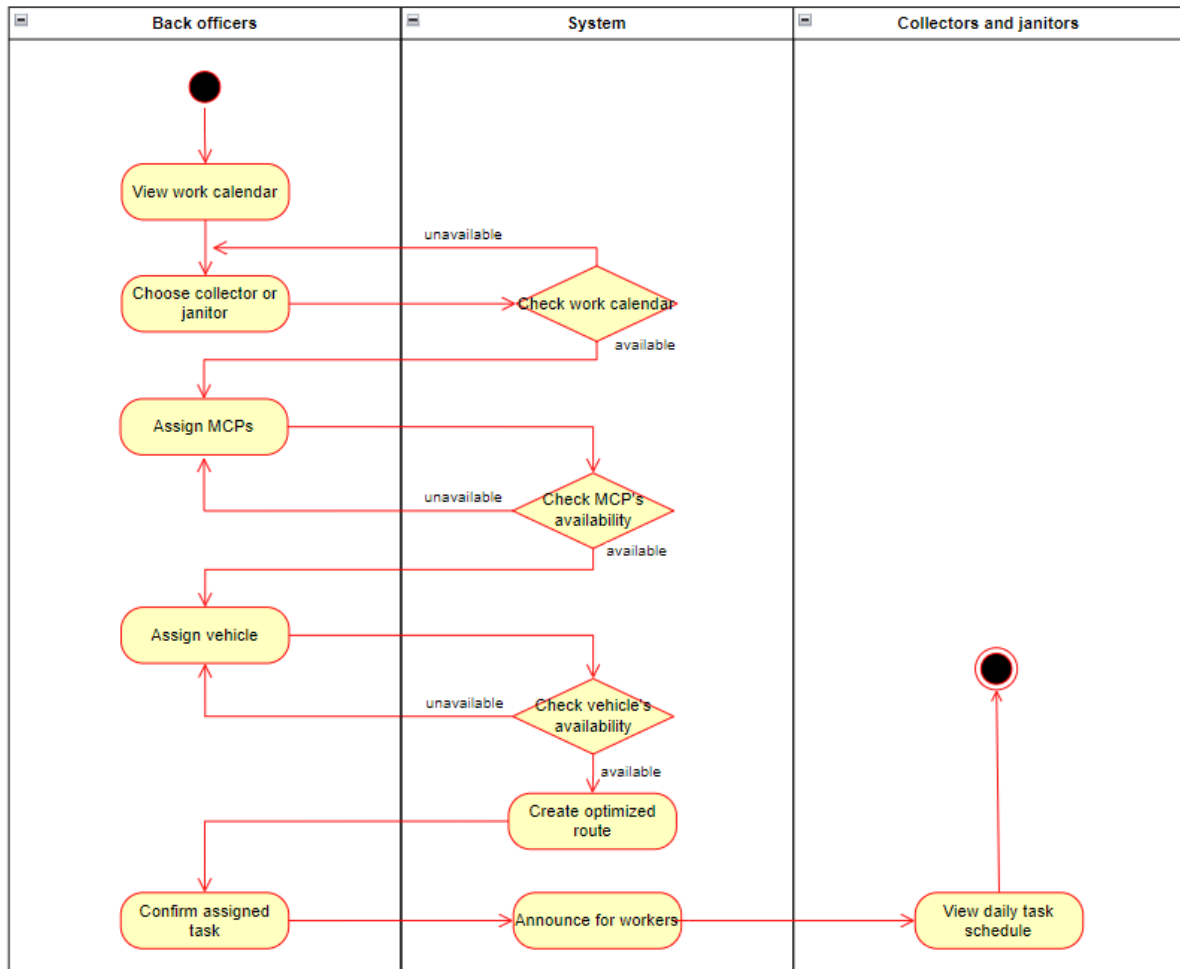 Back officers
System
Collectors and janitors
View work calendar
unavailable
Choose collector or
janitor
Check work calendar
available
Assign MCPs
unavailable
Check MCP's
availability
available
Assign vehicle
unavailable
Check vehicle's
availability
available
Create optimized
route
Confirm assigned
task
Announce for workers
View daily task
schedule